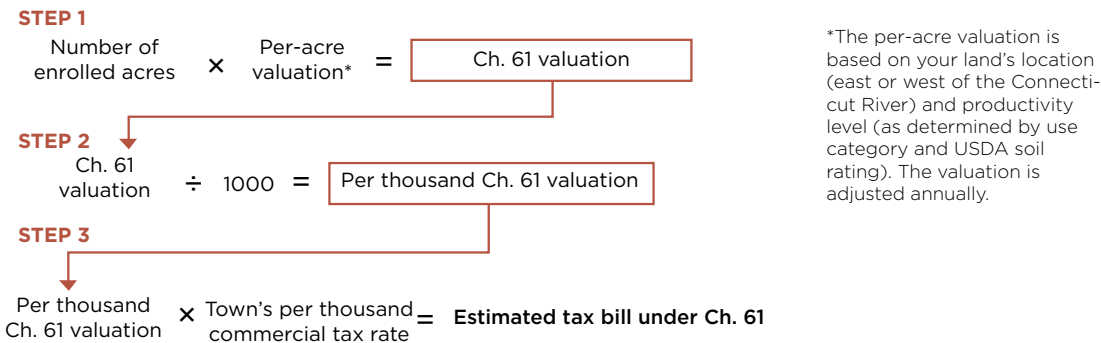 STEP 1
Number of
enrolled acres
×
Per-acre
valuation*
=
Ch. 61 valuation
STEP 2
Ch. 61
valuation
÷
1000
=
Per thousand Ch. 61 valuation
STEP 3
Per thousand
Ch. 61 valuation
×
Town's per thousand
commercial tax rate
=
Estimated tax bill under Ch. 61
*The per-acre valuation is
based on your land's location
(east or west of the Connecti-
cut River) and productivity
level (as determined by use
category and USDA soil
rating). The valuation is
adjusted annually.